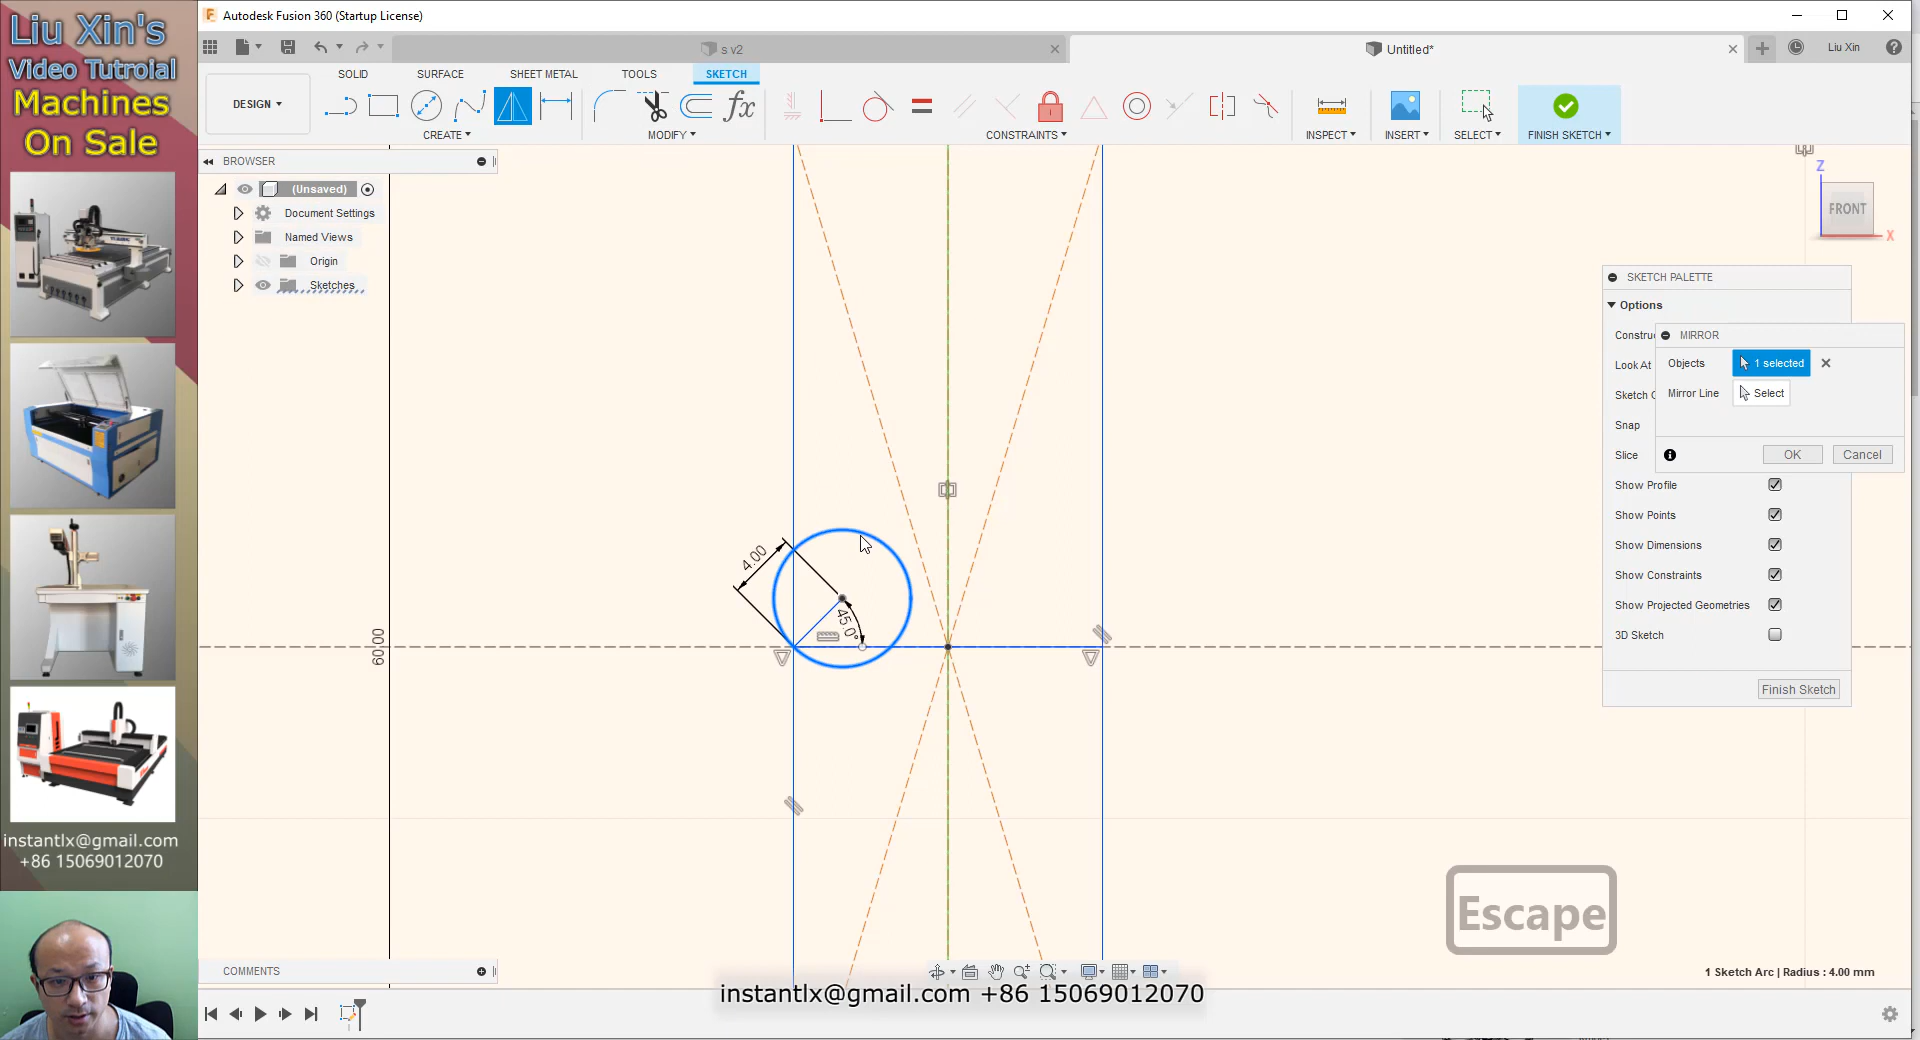 Liu Xin's
Video Tutroial
Machines
On Sale
instantlx@gmail.com
+86 15069012070
Autodesk Fusion 360 (Startup License)
s v2
Untitled*
Liu Xin
DESIGN
SOLID
SURFACE
SHEET METAL
TOOLS
SKETCH
CREATE
MODIFY
CONSTRAINTS
INSPECT
INSERT
SELECT
FINISH SKETCH
BROWSER
(Unsaved)
Document Settings
Named Views
Origin
Sketches
Z
FRONT
X
SKETCH PALETTE
Options
Constru
Look At
Sketch G
Snap
Slice
MIRROR
Objects
1 selected
Mirror Line
Select
OK
Cancel
Show Profile
Show Points
Show Dimensions
Show Constraints
Show Projected Geometries
3D Sketch
Finish Sketch
4.00
45.0°
60.00
Escape
COMMENTS
1 Sketch Arc | Radius : 4.00 mm
instantlx@gmail.com +86 15069012070